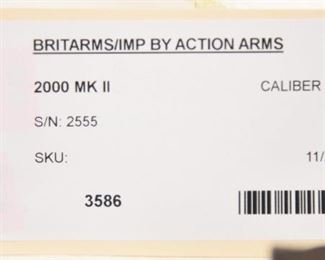 BRITARMS/IMP BY ACTION ARMS
2000 MK II CALIBER
S/N: 2555
SKU: 11/
3586